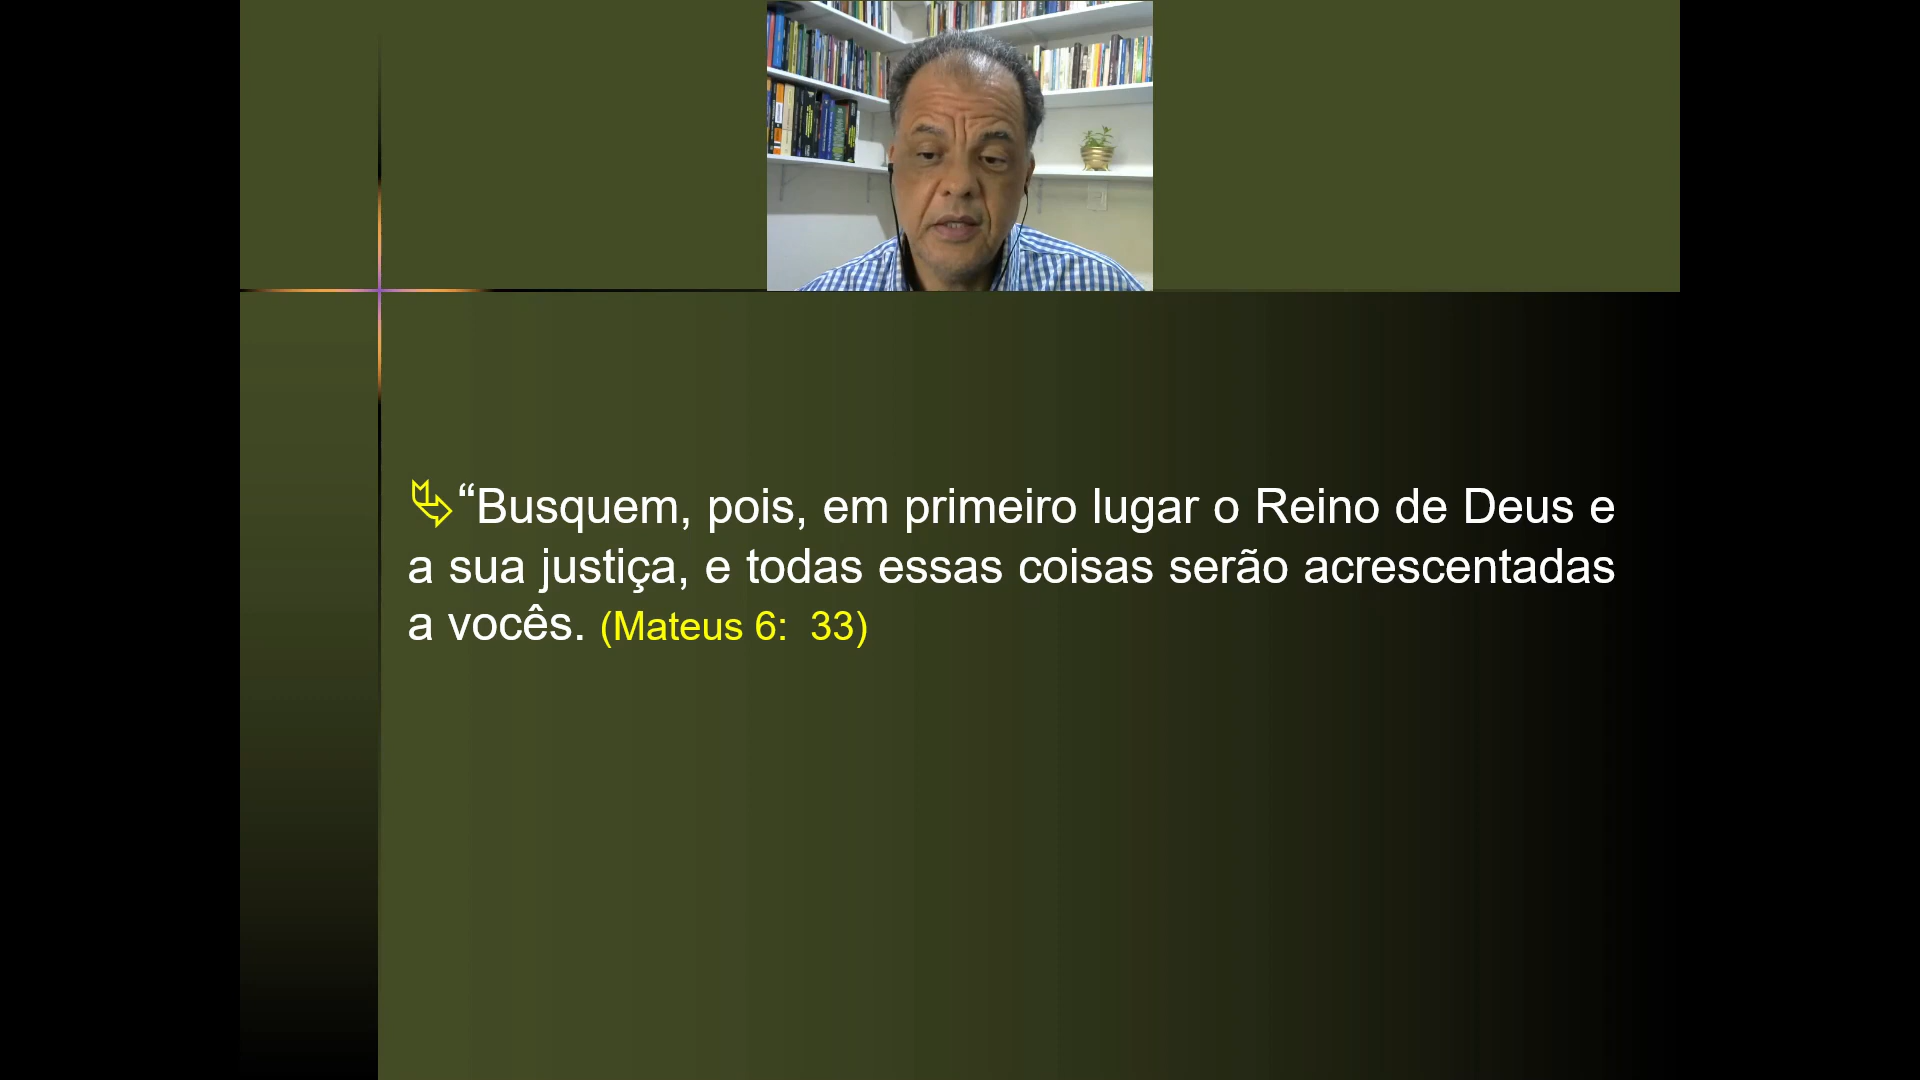 “Busquem, pois, em primeiro lugar o Reino de Deus e
a sua justiça, e todas essas coisas serão acrescentadas
a vocês. (Mateus 6:  33)